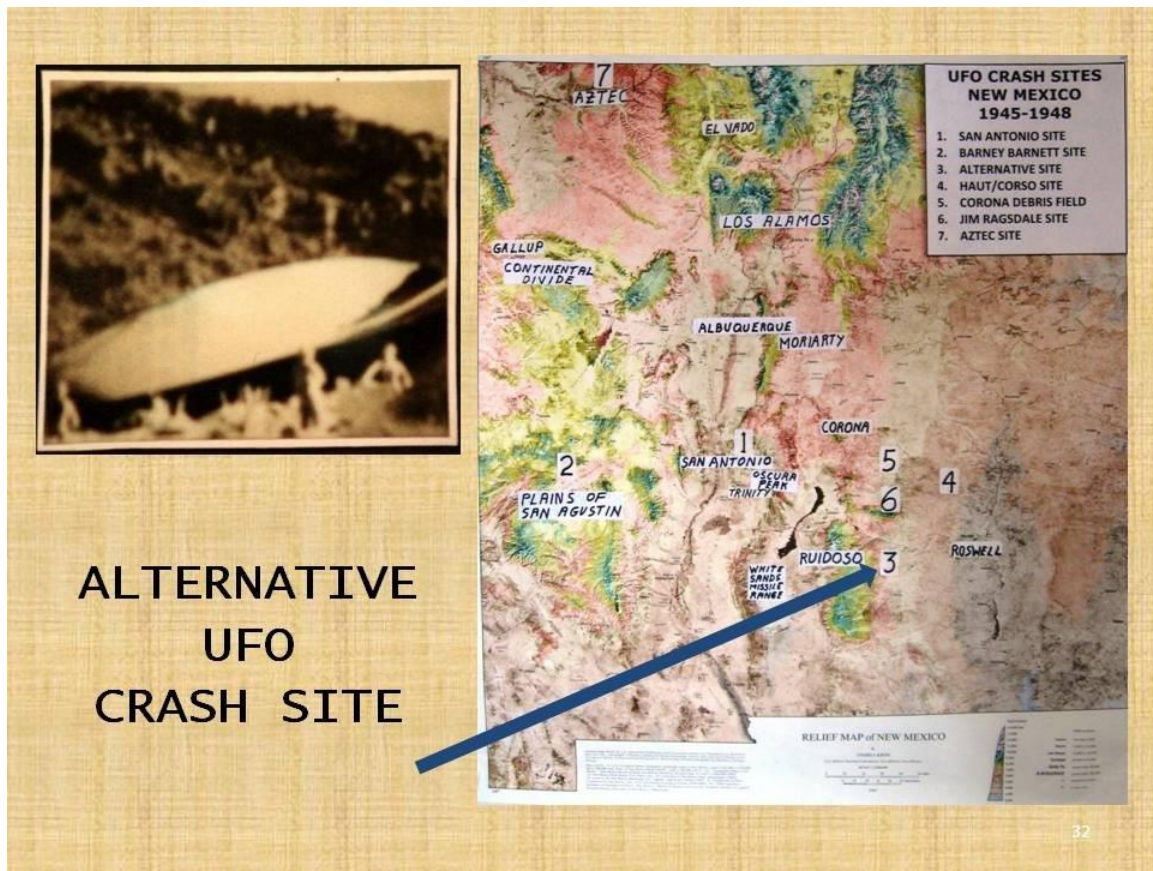 ALTERNATIVE
UFO
CRASH SITE
UFO CRASH SITES
NEW MEXICO
1945-1948
1. SAN ANTONIO SITE
2. BARNEY BARNETT SITE
3. ALTERNATIVE SITE
4. HAUT/CORSO SITE
5. CORONA DEBRIS FIELD
6. JIM RAGSDALE SITE
7. AZTEC SITE
7
AZTEC
EL VADO
LOS ALAMOS
GALLUP
CONTINENTAL
DIVIDE
ALBUQUERQUE
MORIARTY
CORONA
1
SAN ANTONIO
OSCURA
PEAK
TRINITY
2
PLAINS OF
SAN AGUSTIN
5
4
6
ROSWELL
RUIDOSO
3
WHITE
SANDS
MISSILE
RANGE
RELIEF MAP of NEW MEXICO
32